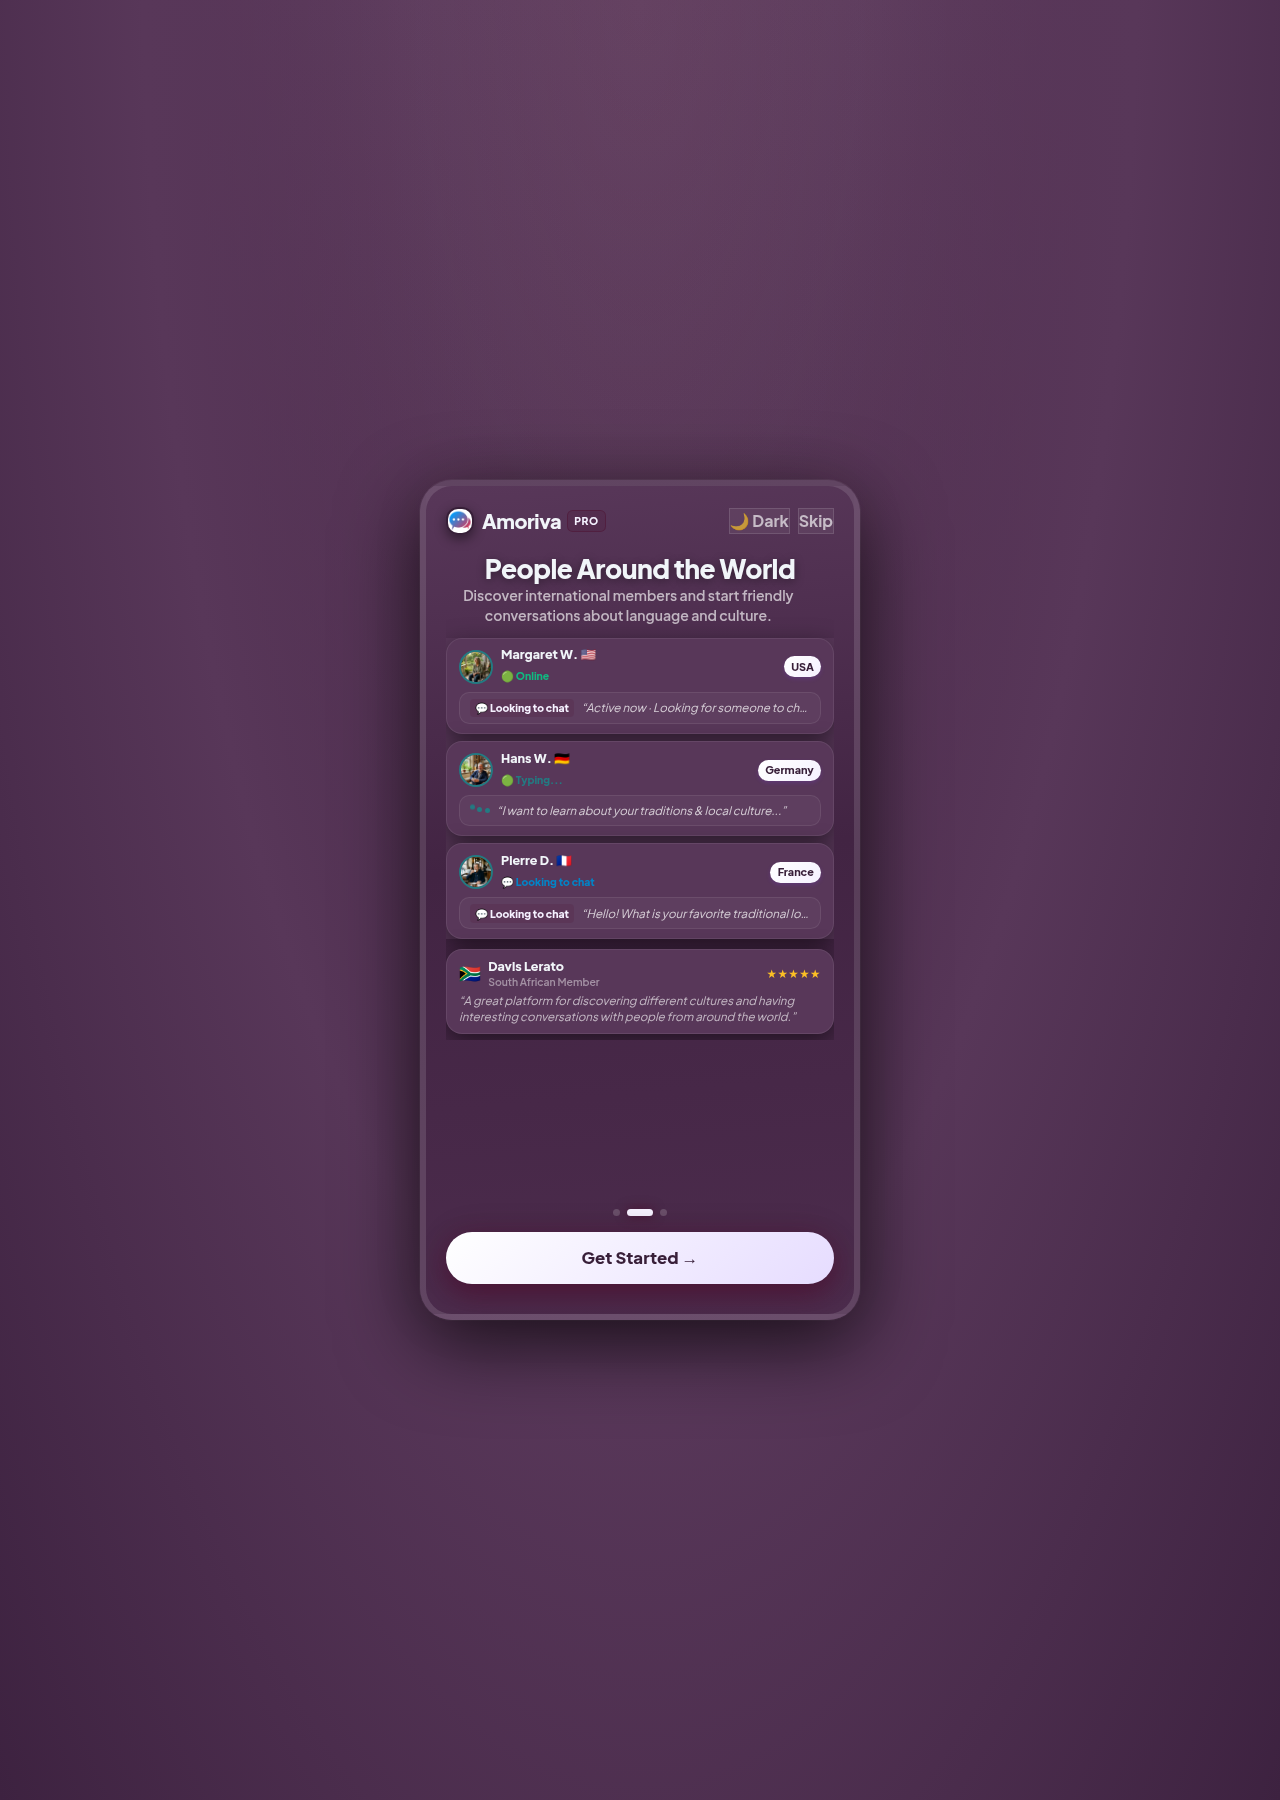 Amoriva PRO
🌙 Dark Skip
People Around the World
Discover international members and start friendly
conversations about language and culture.
Margaret W. 🇺🇸
🟢 Online
USA
💬 Looking to chat "Active now · Looking for someone to ch...
Hans W. 🇩🇪
🟢 Typing...
Germany
"I want to learn about your traditions & local culture..."
Pierre D. 🇫🇷
💬 Looking to chat
France
💬 Looking to chat "Hello! What is your favorite traditional lo...
🇿🇦 Davis Lerato
South African Member
★★★★★
"A great platform for discovering different cultures and having
interesting conversations with people from around the world."
Get Started →